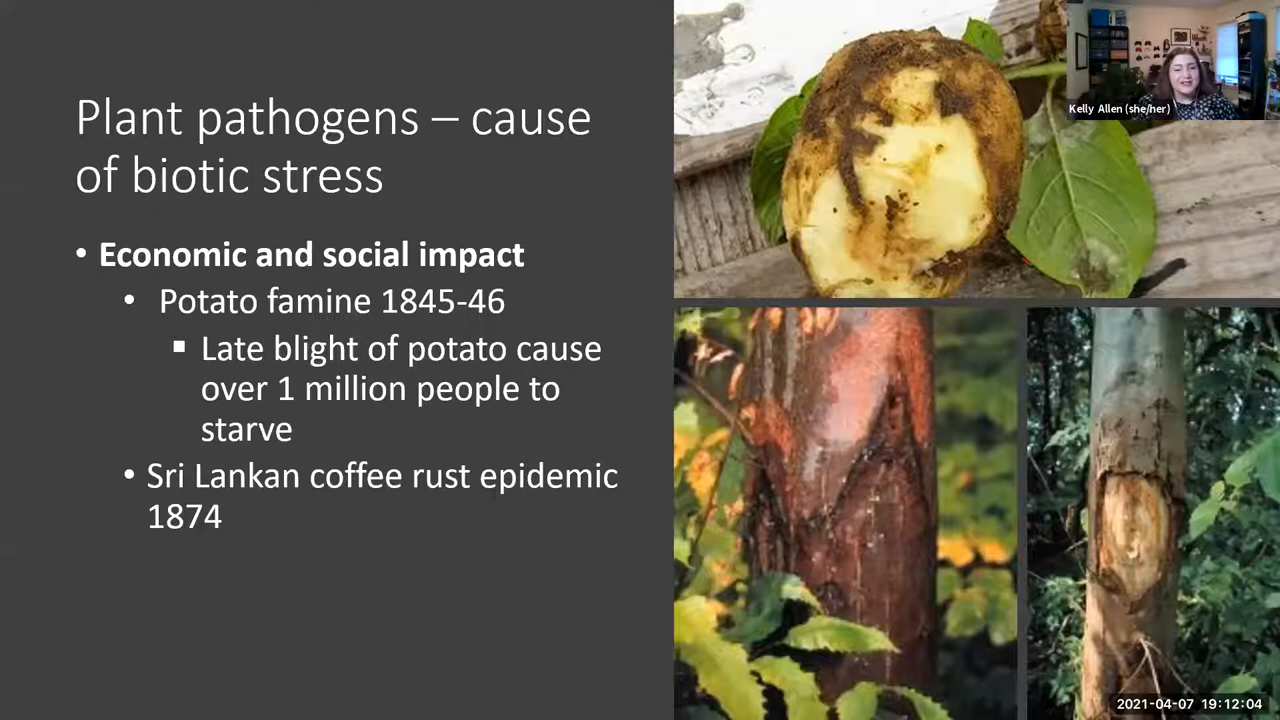 Plant pathogens – cause
of biotic stress
• Economic and social impact
• Potato famine 1845-46
▪ Late blight of potato cause
over 1 million people to
starve
• Sri Lankan coffee rust epidemic
1874
Kelly Allen (she/her)
2021-04-07 19:12:04